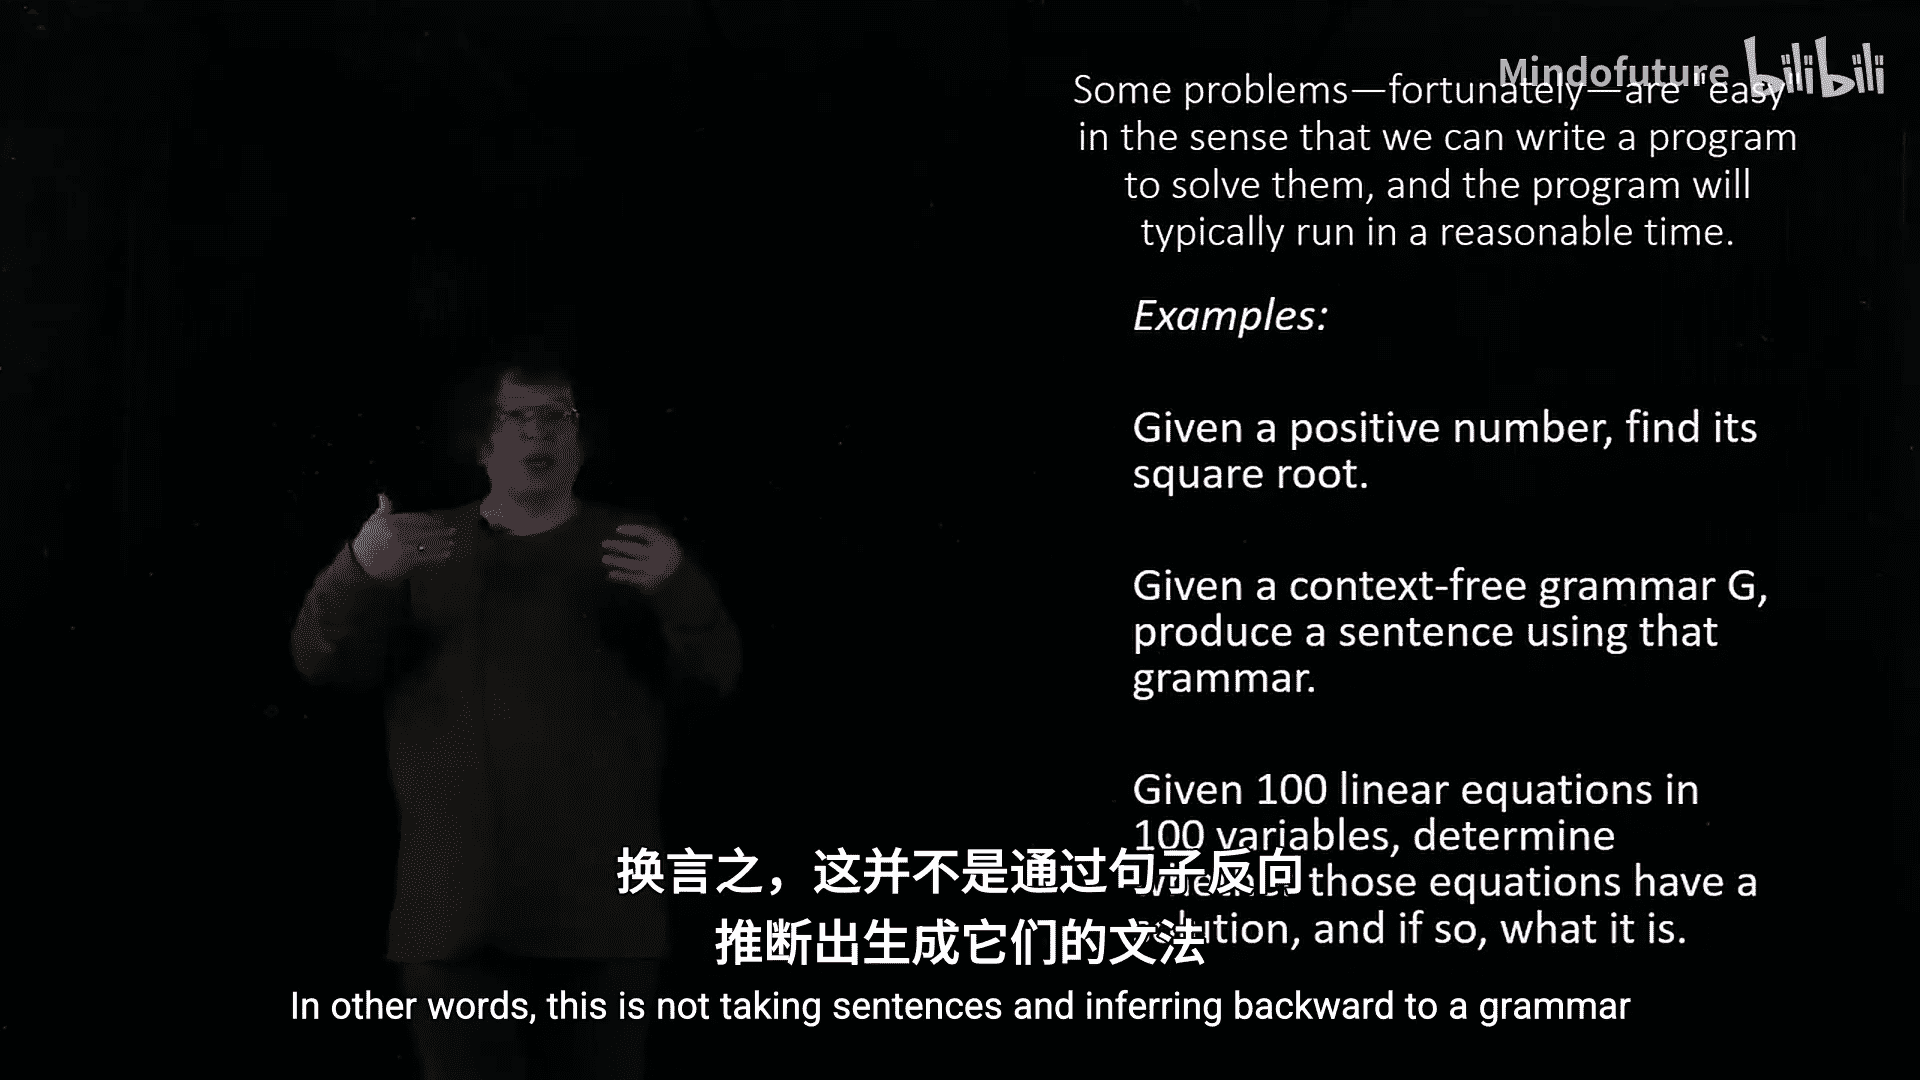 Mindofuture bilibili
Some problems—fortunately—are "easy"
in the sense that we can write a program
to solve them, and the program will
typically run in a reasonable time.
Examples:
Given a positive number, find its
square root.
Given a context-free grammar G,
produce a sentence using that
grammar.
Given 100 linear equations in
100 variables, determine
those equations have a
solution, and if so, what it is.
换言之，这并不是通过句子反向
推断出生成它们的文法
In other words, this is not taking sentences and inferring backward to a grammar